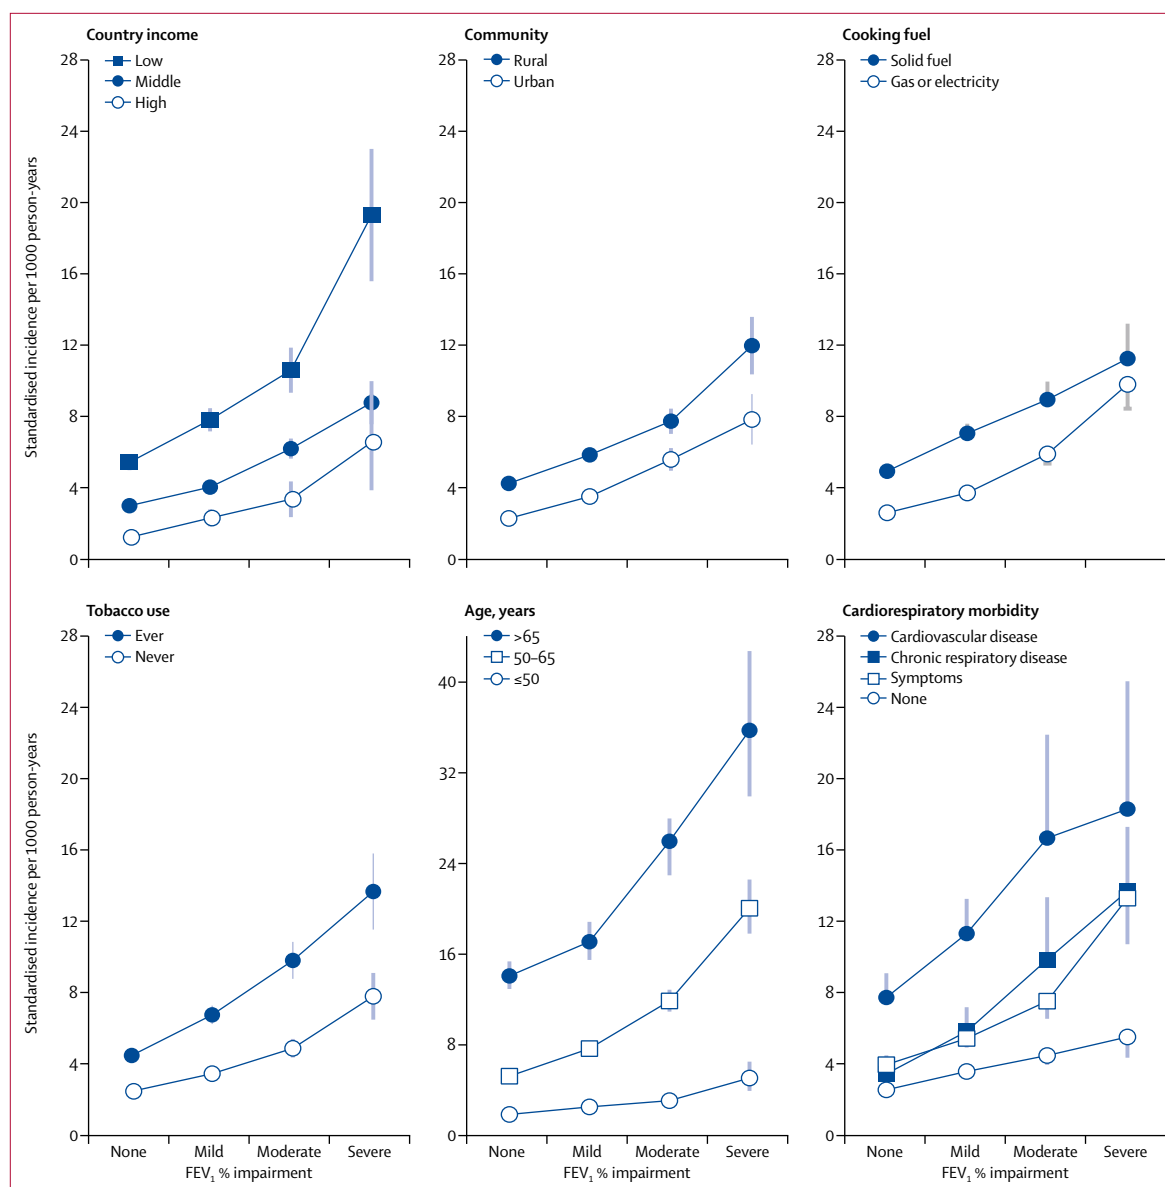 Country income
Low
Middle
High
Community
Rural
Urban
Cooking fuel
Solid fuel
Gas or electricity
Standardised incidence per 1000 person-years
28
24
20
16
12
8
4
0
28
24
20
16
12
8
4
0
28
24
20
16
12
8
4
0
Tobacco use
Ever
Never
Age, years
>65
50–65
≤50
Cardiorespiratory morbidity
Cardiovascular disease
Chronic respiratory disease
Symptoms
None
Standardised incidence per 1000 person-years
28
24
20
16
12
8
4
0
40
32
24
16
8
0
28
24
20
16
12
8
4
0
None Mild Moderate Severe
FEV₁ % impairment
None Mild Moderate Severe
FEV₁ % impairment
None Mild Moderate Severe
FEV₁ % impairment